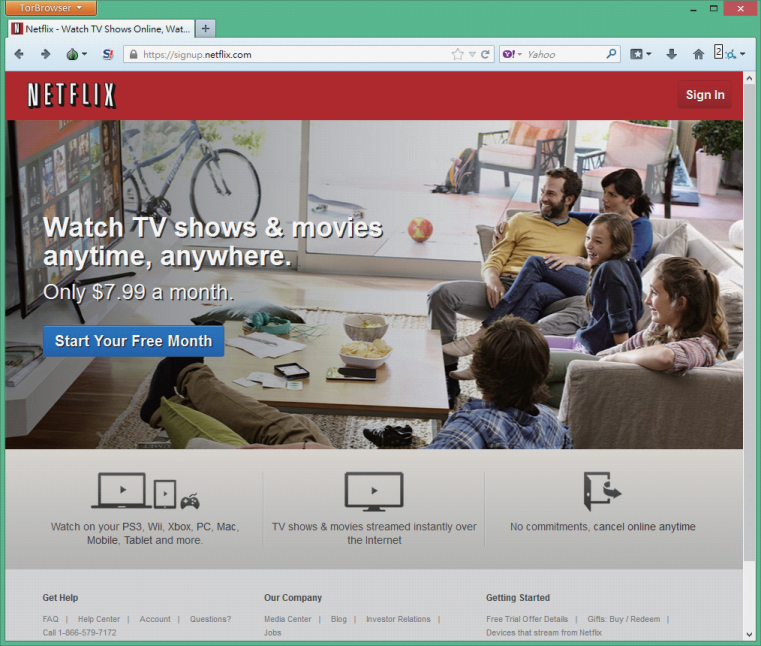 TorBrowser
Netflix - Watch TV Shows Online, Wat...
https://signup.netflix.com
Yahoo
2
NETFLIX
Sign In
Watch TV shows & movies
anytime, anywhere.
Only $7.99 a month.
Start Your Free Month
Watch on your PS3, Wii, Xbox, PC, Mac,
Mobile, Tablet and more.
TV shows & movies streamed instantly over
the Internet
No commitments, cancel online anytime
Get Help
FAQ | Help Center | Account | Questions?
Call 1-866-579-7172
Our Company
Media Center | Blog | Investor Relations |
Jobs
Getting Started
Free Trial Offer Details | Gifts: Buy / Redeem |
Devices that stream from Netflix